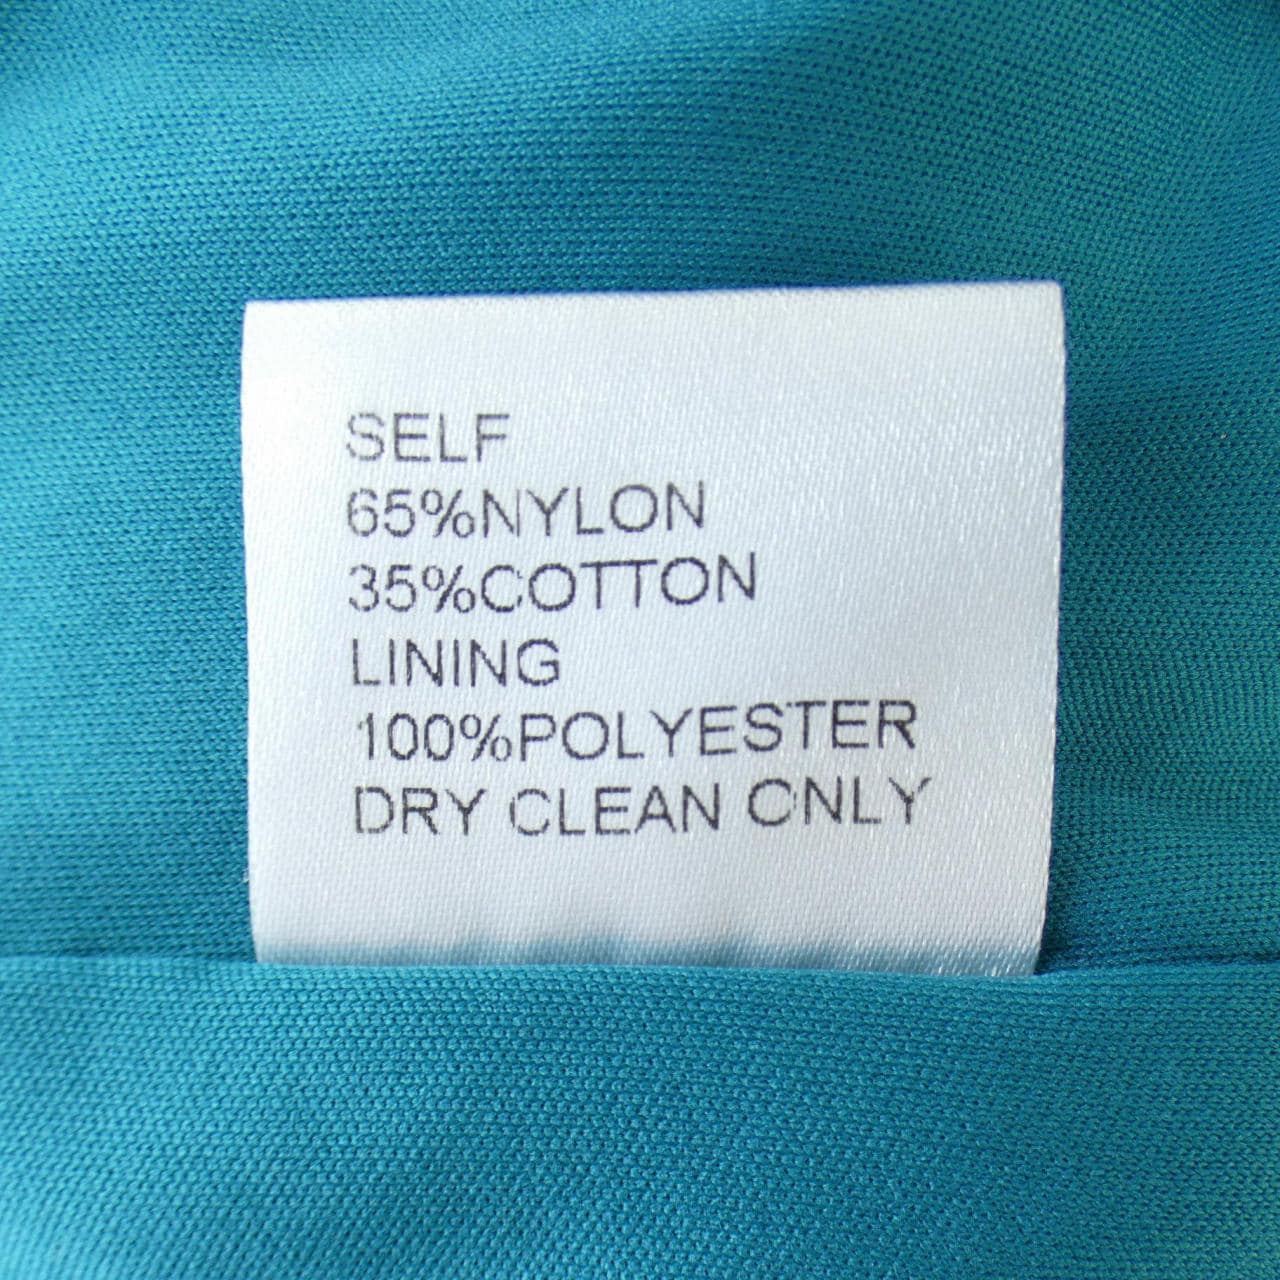 SELF
65%NYLON
35%COTTON
LINING
100%POLYESTER
DRY CLEAN ONLY